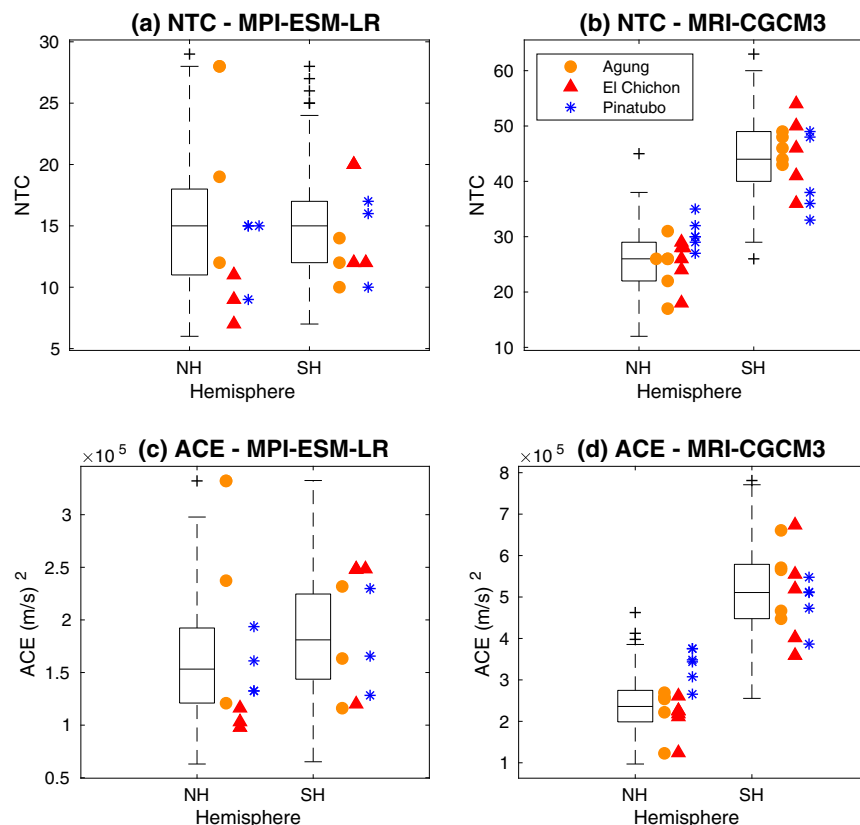 (a) NTC - MPI-ESM-LR
30
25
20
15
10
5
NTC
NH
SH
Hemisphere
(b) NTC - MRI-CGCM3
60
50
40
30
20
10
NTC
Agung
El Chichon
Pinatubo
NH
SH
Hemisphere
(c) ACE - MPI-ESM-LR
×10 5
3
2.5
2
1.5
1
0.5
ACE (m/s) 2
NH
SH
Hemisphere
(d) ACE - MRI-CGCM3
×10 5
8
7
6
5
4
3
2
1
ACE (m/s) 2
NH
SH
Hemisphere